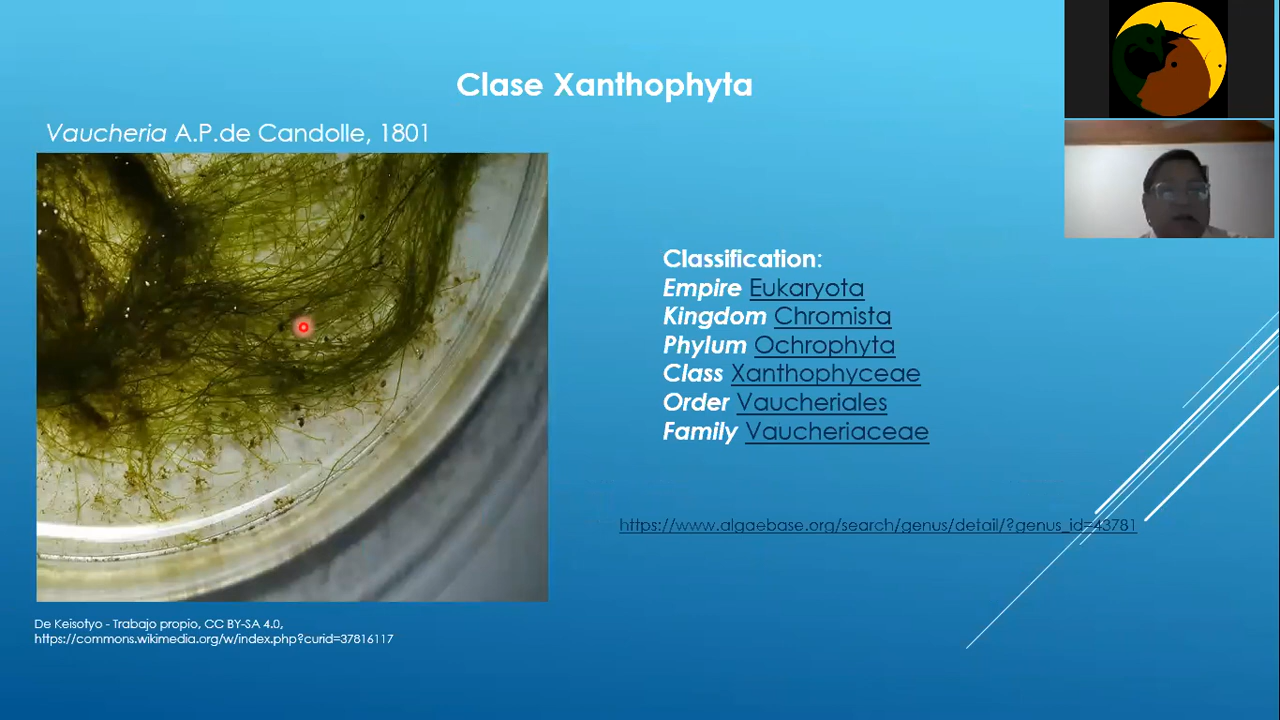 Clase Xanthophyta
Vaucheria A.P.de Candolle, 1801
Classification:
Empire Eukaryota
Kingdom Chromista
Phylum Ochrophyta
Class Xanthophyceae
Order Vaucheriales
Family Vaucheriaceae
https://www.algaebase.org/search/genus/detail/?genus_id=43781
De Keisotyo - Trabajo propio, CC BY-SA 4.0,
https://commons.wikimedia.org/w/index.php?curid=37816117